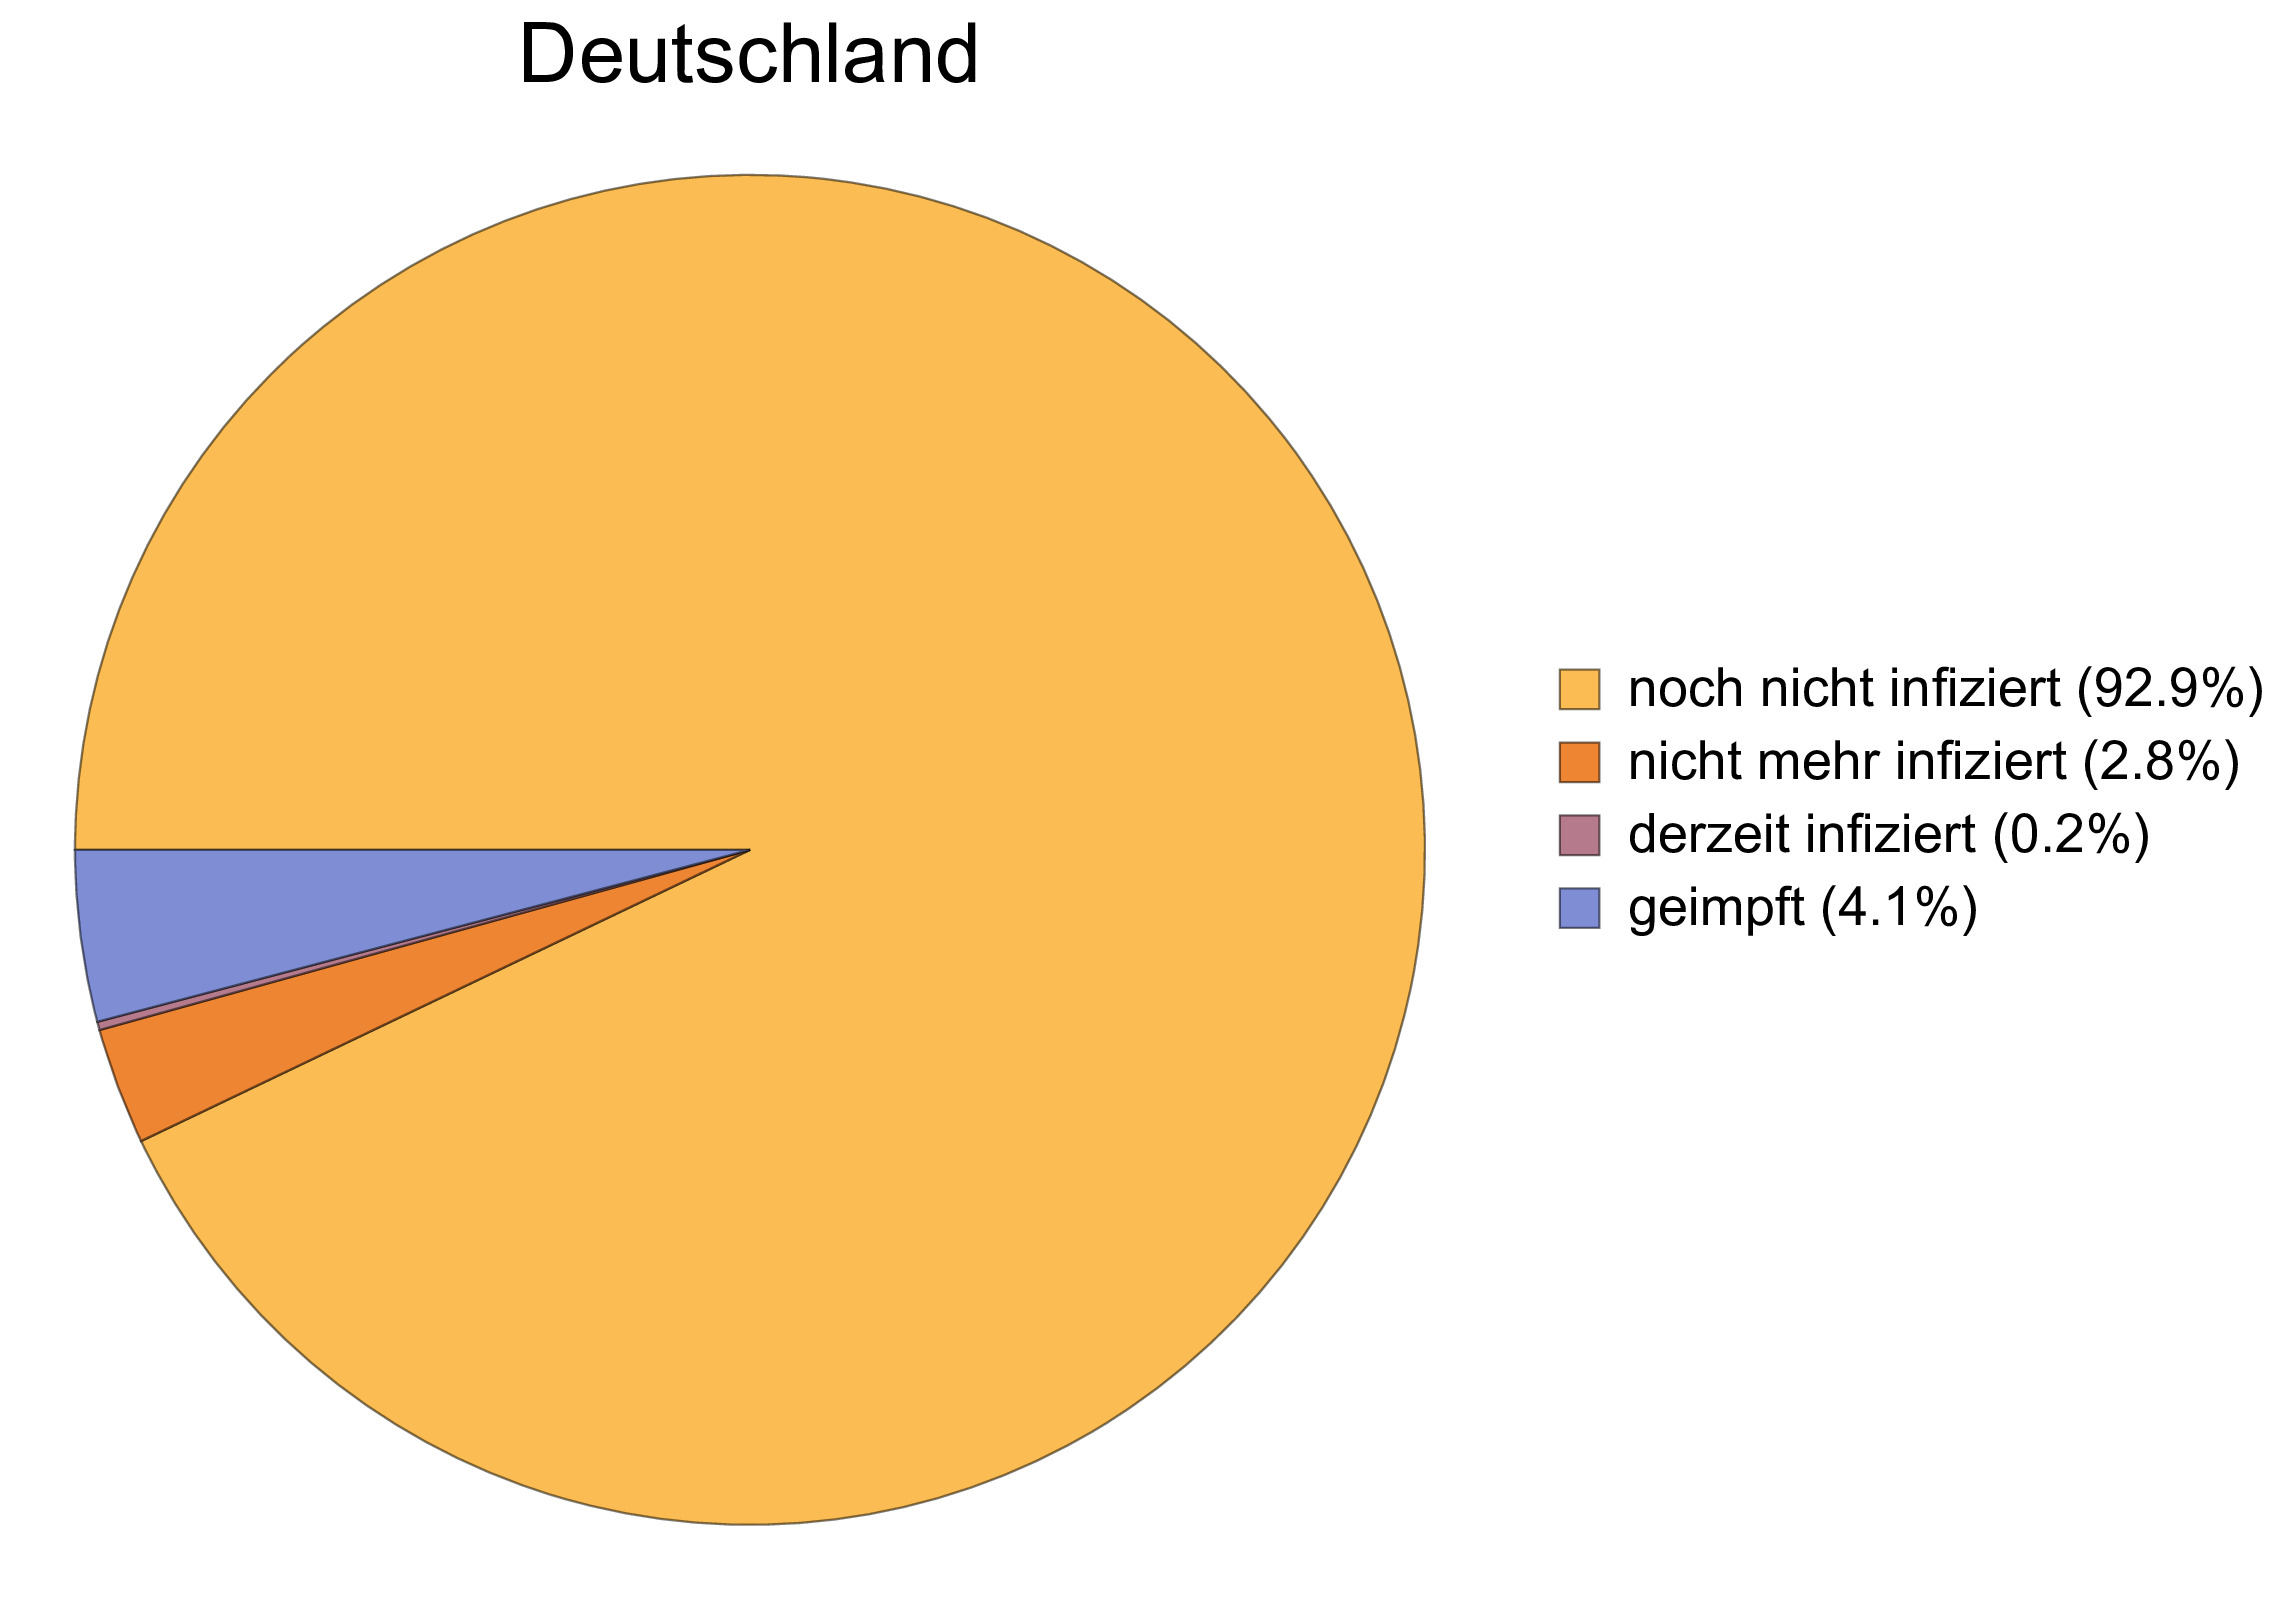 Deutschland
noch nicht infiziert (92.9%)
nicht mehr infiziert (2.8%)
derzeit infiziert (0.2%)
geimpft (4.1%)